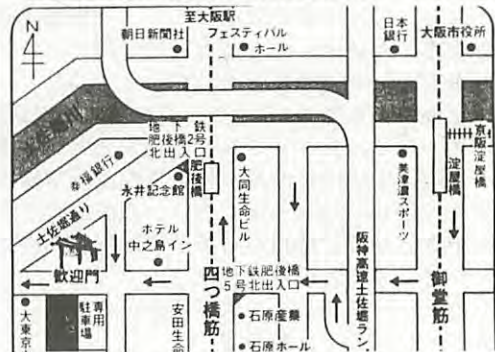 至大阪駅
朝日新聞社
フェスティバル
ホール
日本
銀行
大阪市役所
N
4
土佐堀川
地下鉄
肥後橋2号
北出入口
肥後橋
幸福銀行
永井記念館
大同生命ビル
美津濃スポーツ
淀屋橋
京阪淀屋橋
土佐堀通り
歓迎門
ホテル
中之島イン
四つ橋筋
地下鉄肥後橋
5号北出入口
阪神高速土佐堀ラン
御堂筋
大東京
専用
駐車場
安田生命
石原産業
石原ホール